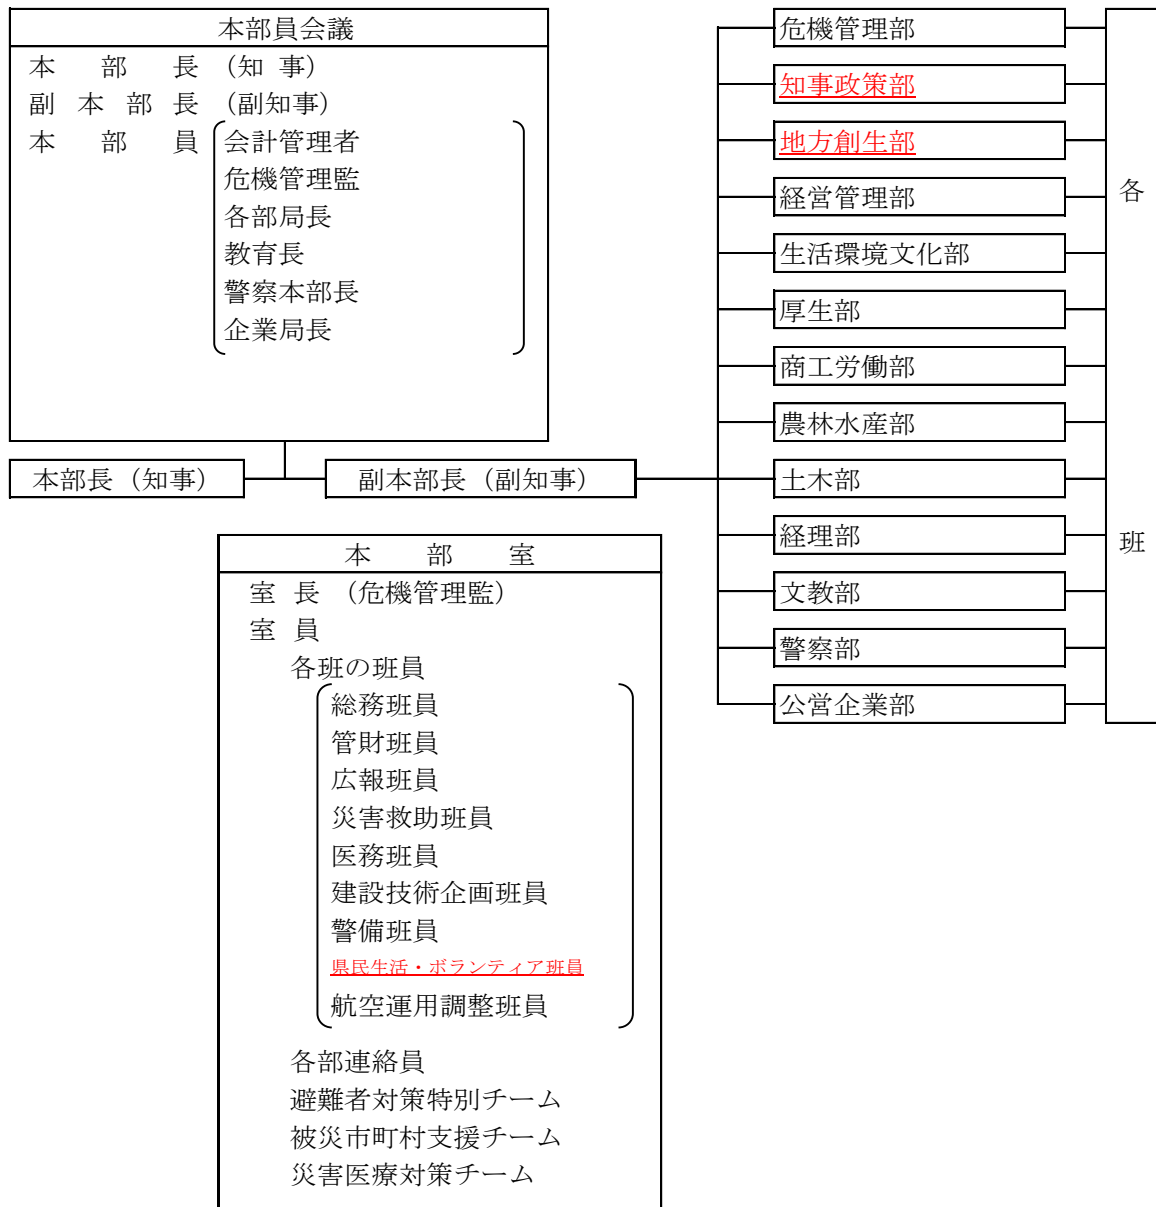 本部員会議
本部長（知事）
副本部長（副知事）
本部員
会計管理者
危機管理監
各部局長
教育長
警察本部長
企業局長
本部長（知事）
副本部長（副知事）
本部室
室長（危機管理監）
室員
各班の班員
総務班員
管財班員
広報班員
災害救助班員
医務班員
建設技術企画班員
警備班員
県民生活・ボランティア班員
航空運用調整班員
各部連絡員
避難者対策特別チーム
被災市町村支援チーム
災害医療対策チーム
危機管理部
知事政策部
地方創生部
経営管理部
生活環境文化部
厚生部
商工労働部
農林水産部
土木部
経理部
文教部
警察部
公営企業部
各班